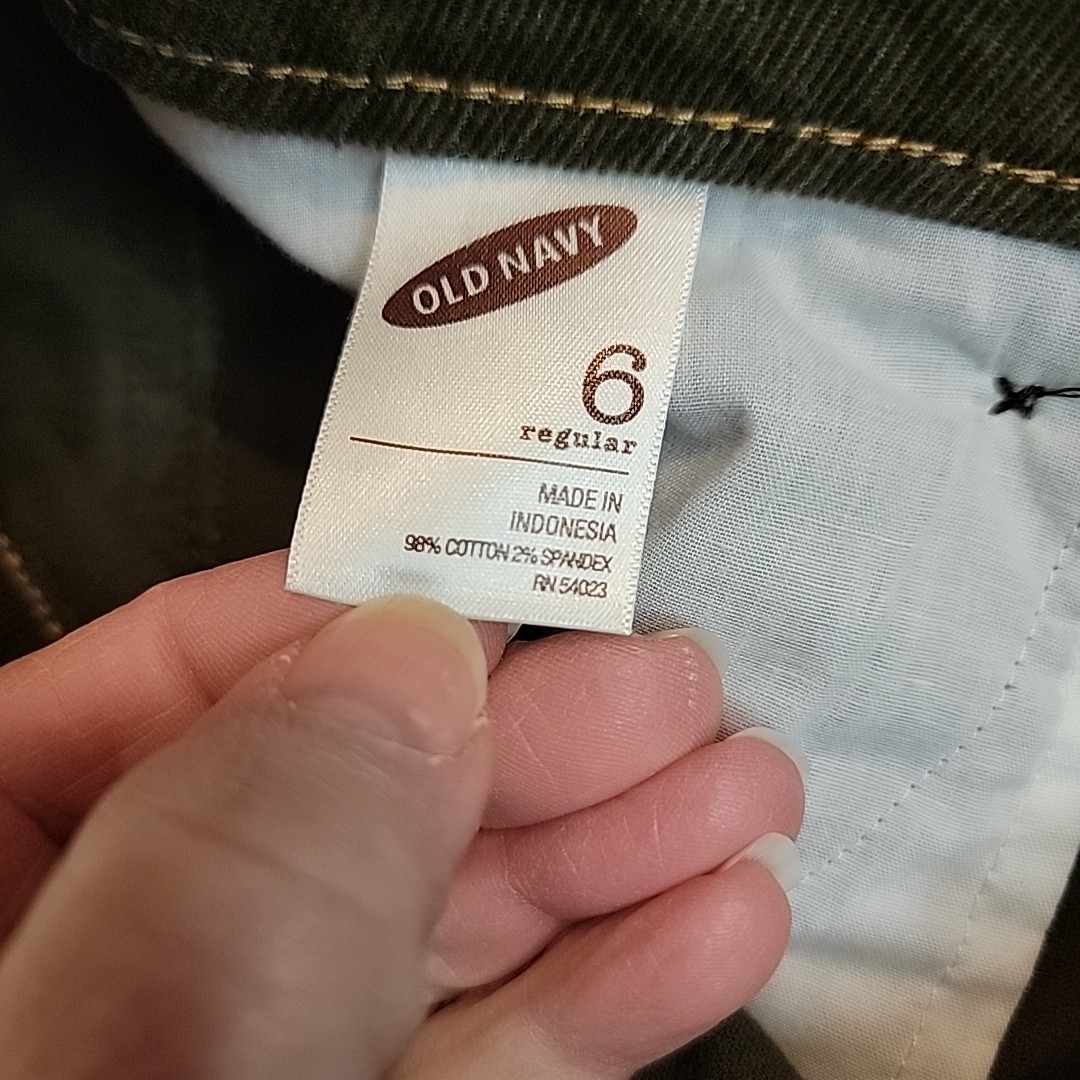 OLD NAVY
6
regular
MADE IN
INDONESIA
98% COTTON 2% SPANDEX
RN 54023